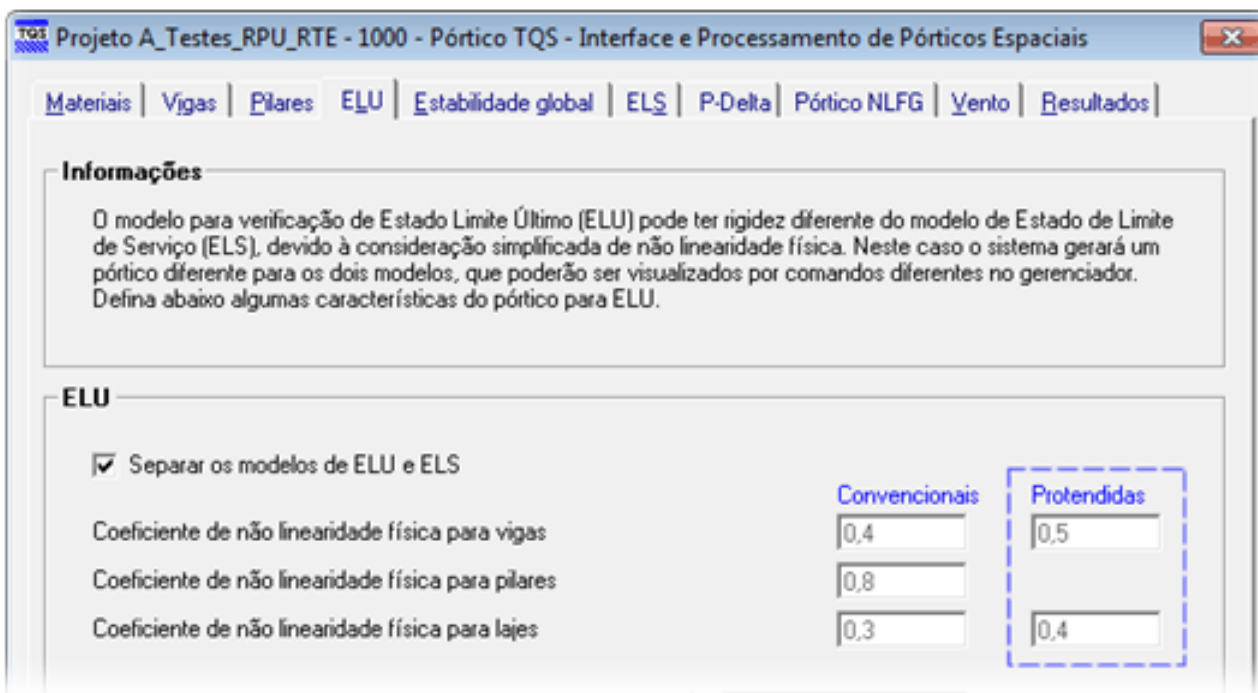 TQS Projeto A_Testes_RPU_RTE - 1000 - Pórtico TQS - Interface e Processamento de Pórticos Espaciais
Materiais | Vigas | Pilares ELU | Estabilidade global | ELS | P-Delta | Pórtico NLFG | Vento | Resultados |
Informações
O modelo para verificação de Estado Limite Último (ELU) pode ter rigidez diferente do modelo de Estado de Limite
de Serviço (ELS), devido à consideração simplificada de não linearidade física. Neste caso o sistema gerará um
pórtico diferente para os dois modelos, que poderão ser visualizados por comandos diferentes no gerenciador.
Defina abaixo algumas características do pórtico para ELU.
ELU
Separar os modelos de ELU e ELS
Convencionais Protendidas
Coeficiente de não linearidade física para vigas 0,4 0,5
Coeficiente de não linearidade física para pilares 0,8
Coeficiente de não linearidade física para lajes 0,3 0,4